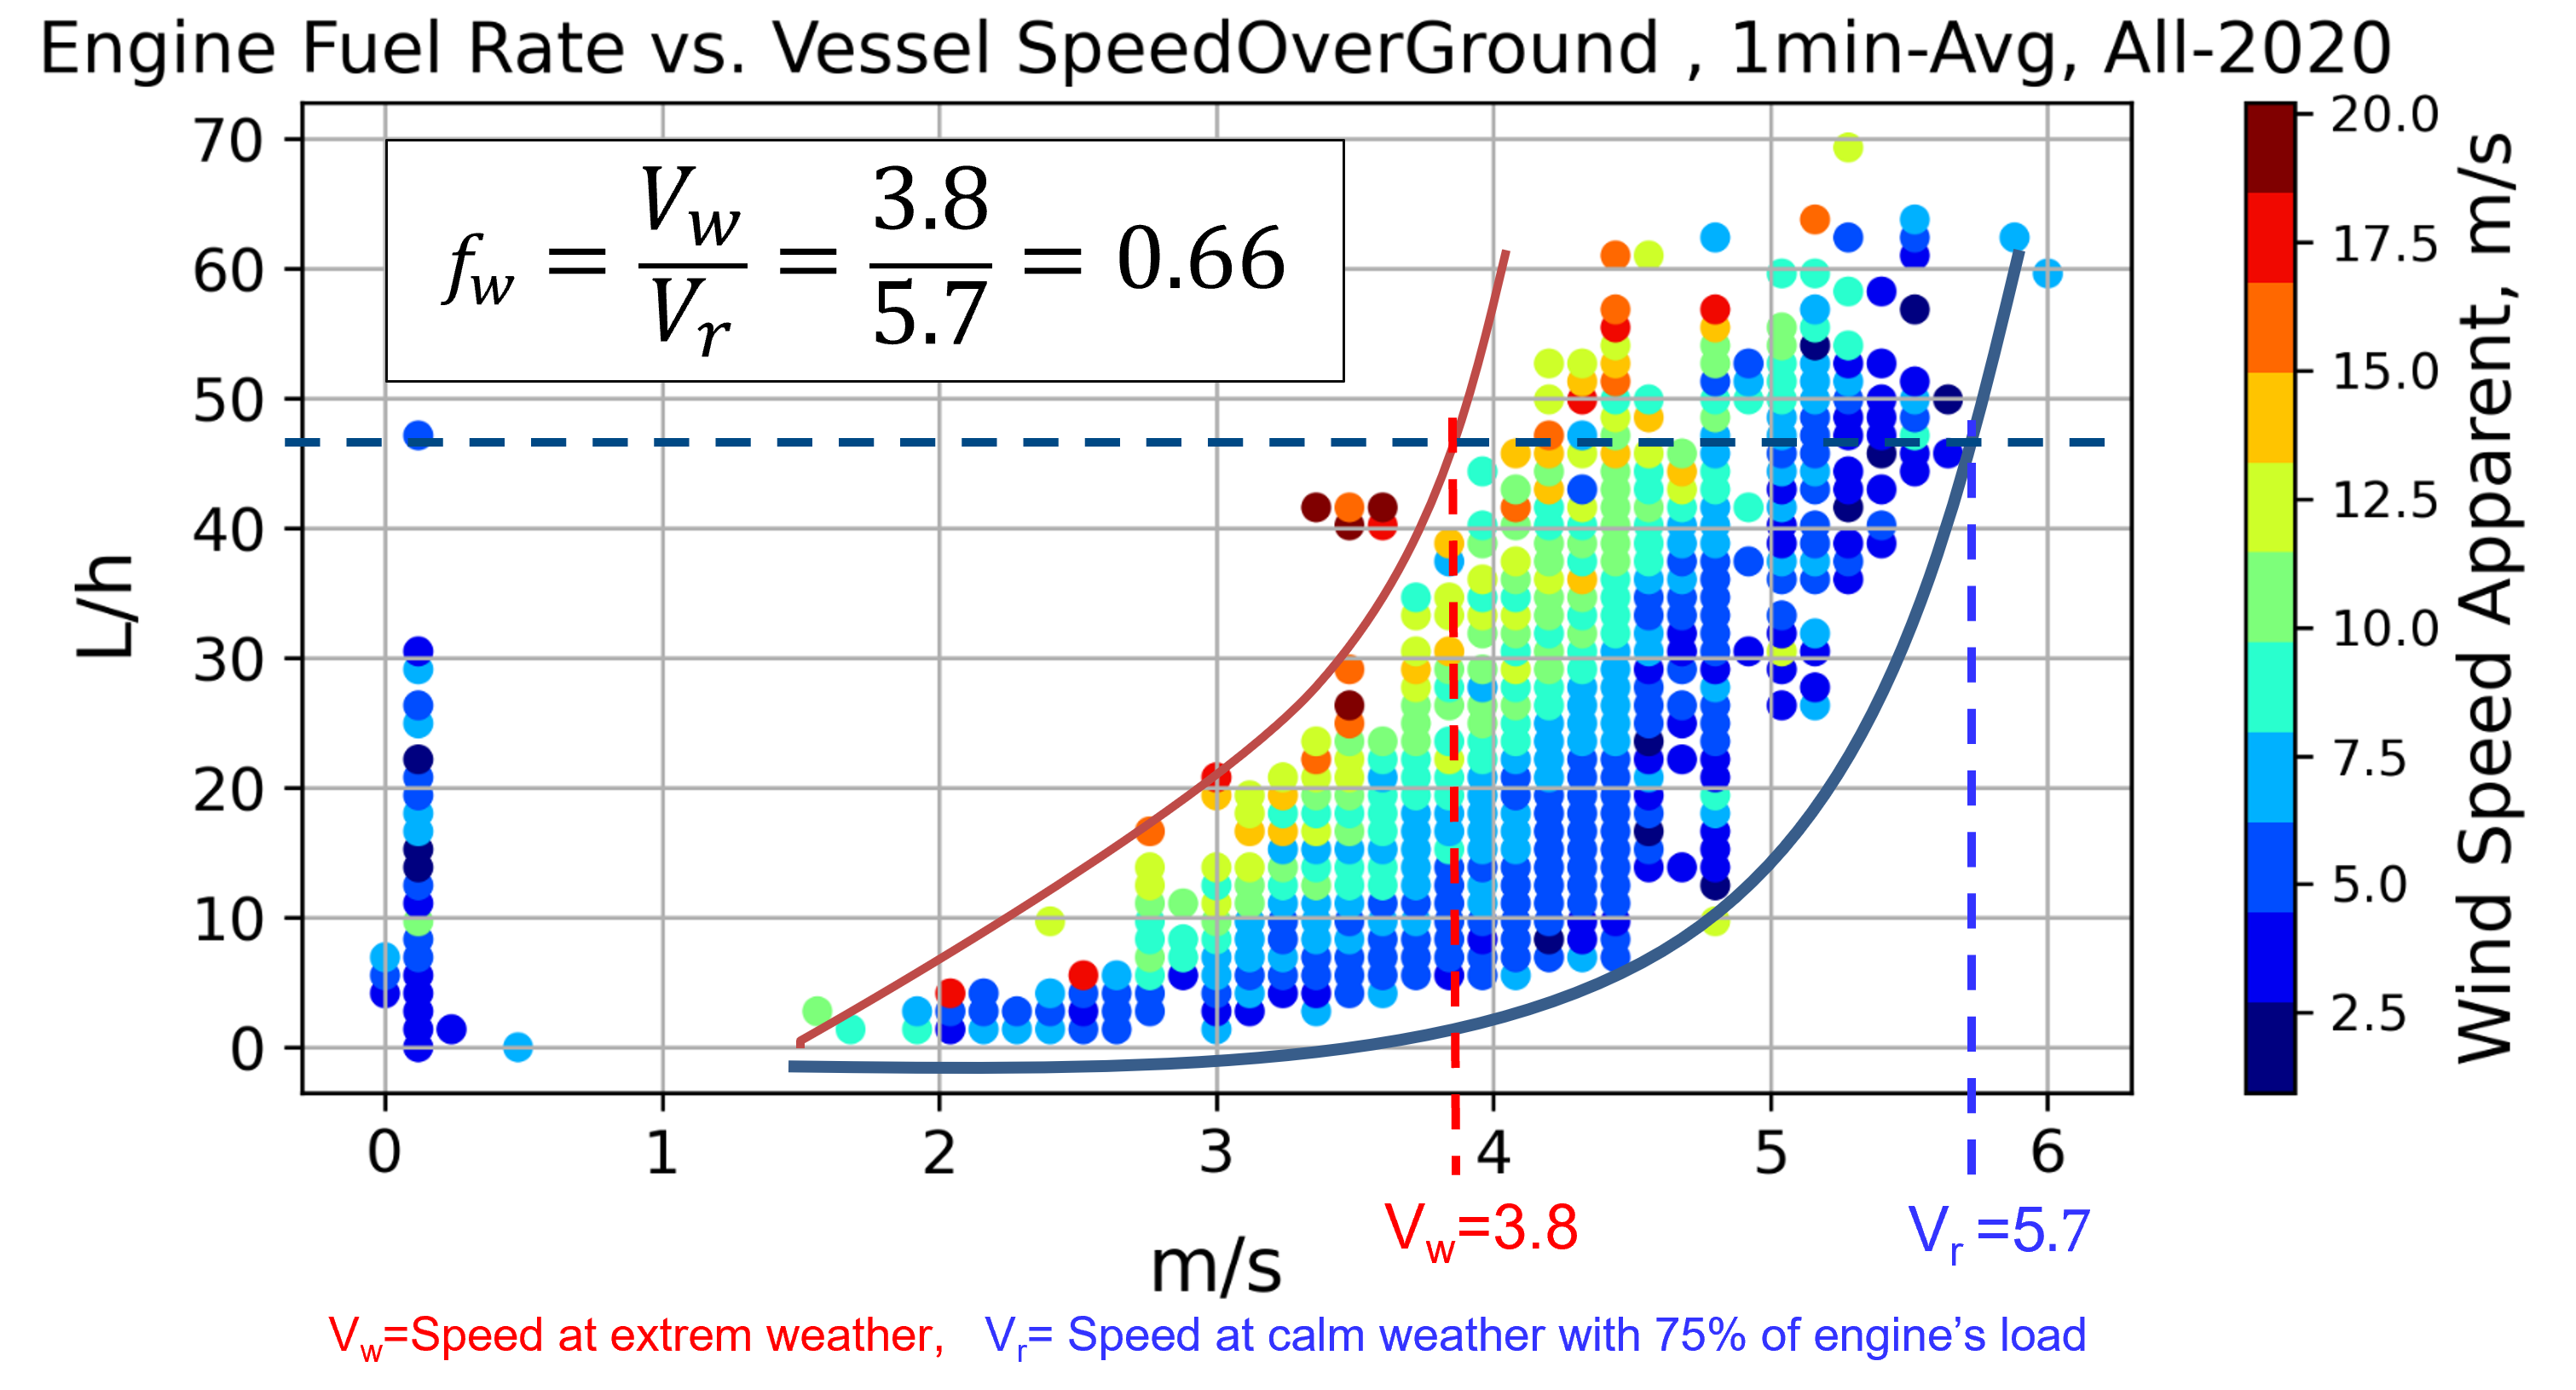 Engine Fuel Rate vs. Vessel SpeedOverGround , 1min-Avg, All-2020
f_w = V_w/V_r = 3.8/5.7 = 0.66
70
60
50
40
30
20
10
0
L/h
0 1 2 3 4 5 6
m/s
V_w=3.8
V_r =5.7
20.0
17.5
15.0
12.5
10.0
7.5
5.0
2.5
Wind Speed Apparent, m/s
V_w=Speed at extrem weather, V_r= Speed at calm weather with 75% of engine’s load